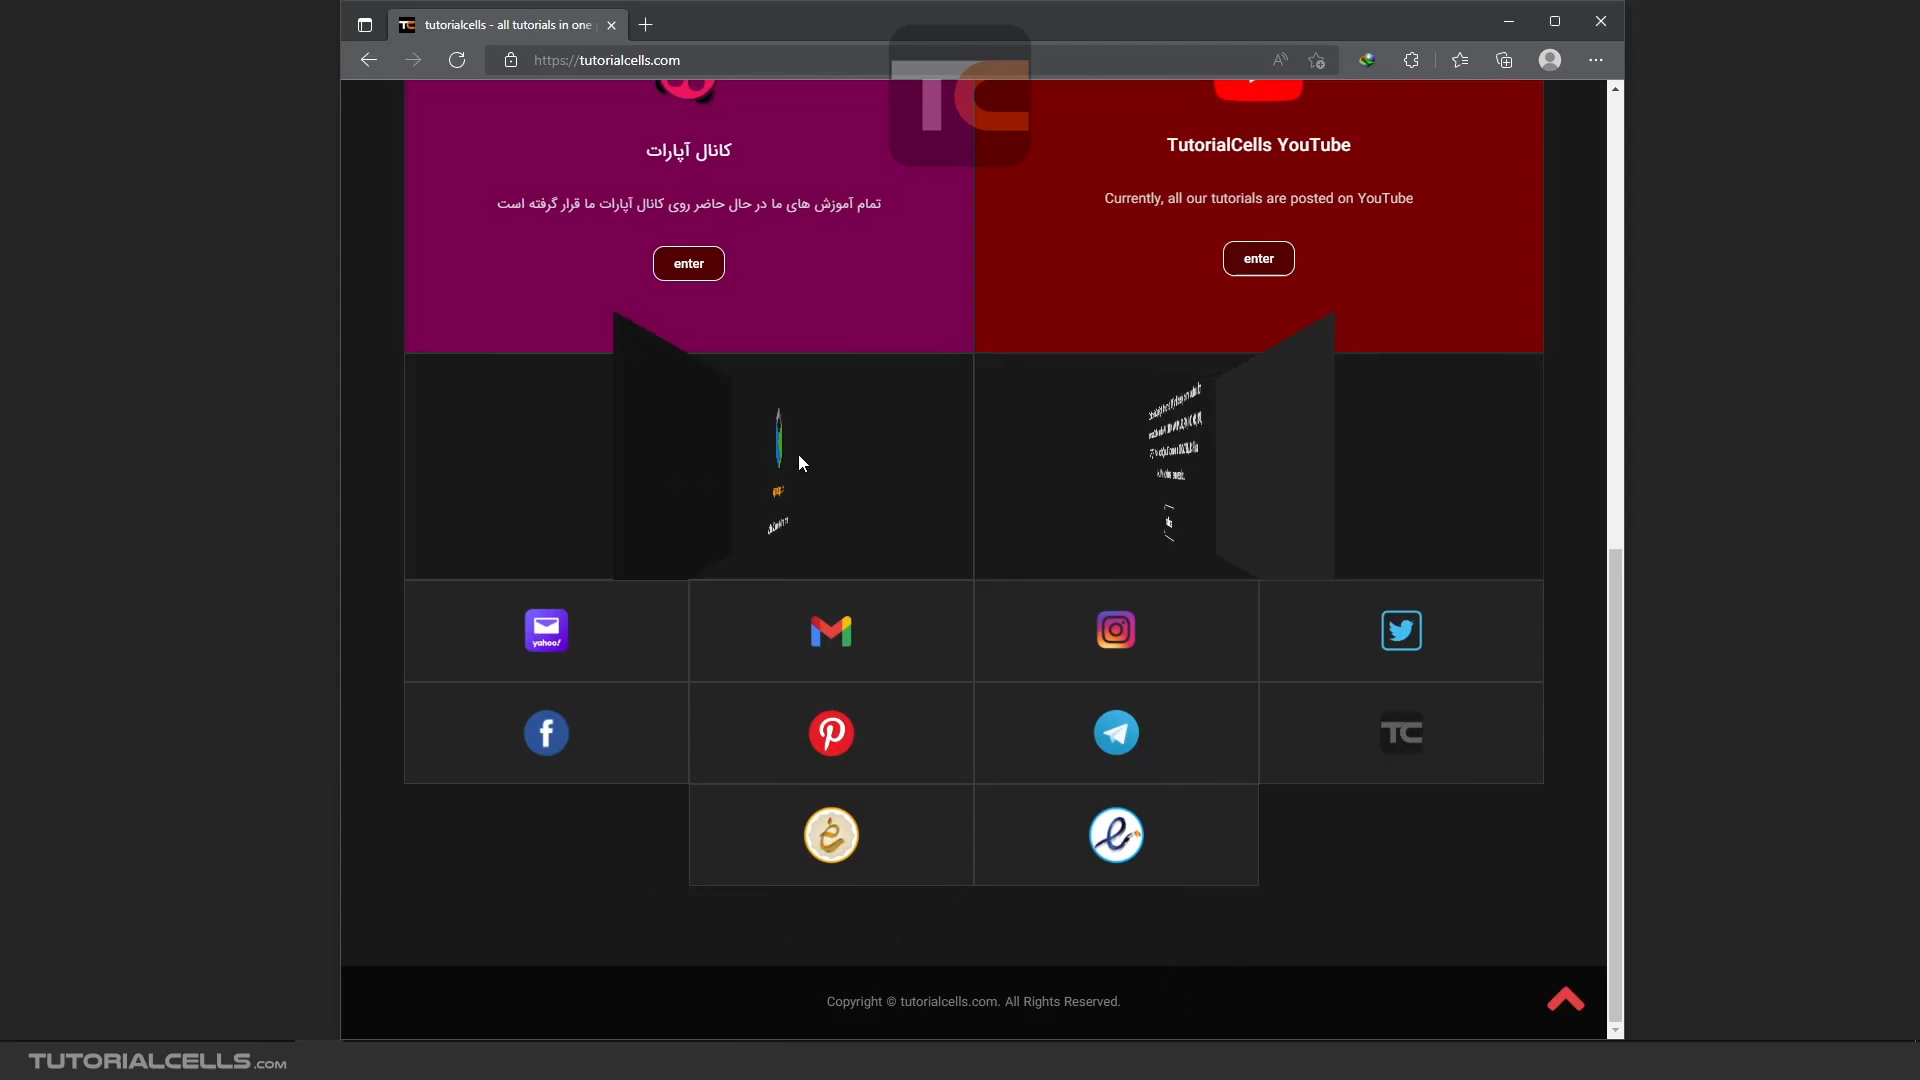 tutorialcells - all tutorials in one
https://tutorialcells.com
TC
کانال آپارات
تمام آموزش های ما در حال حاضر روی کانال آپارات ما قرار گرفته است
enter
TutorialCells YouTube
Currently, all our tutorials are posted on YouTube
enter
yahoo!
TC
Copyright © tutorialcells.com. All Rights Reserved.
TUTORIALCELLS.COM